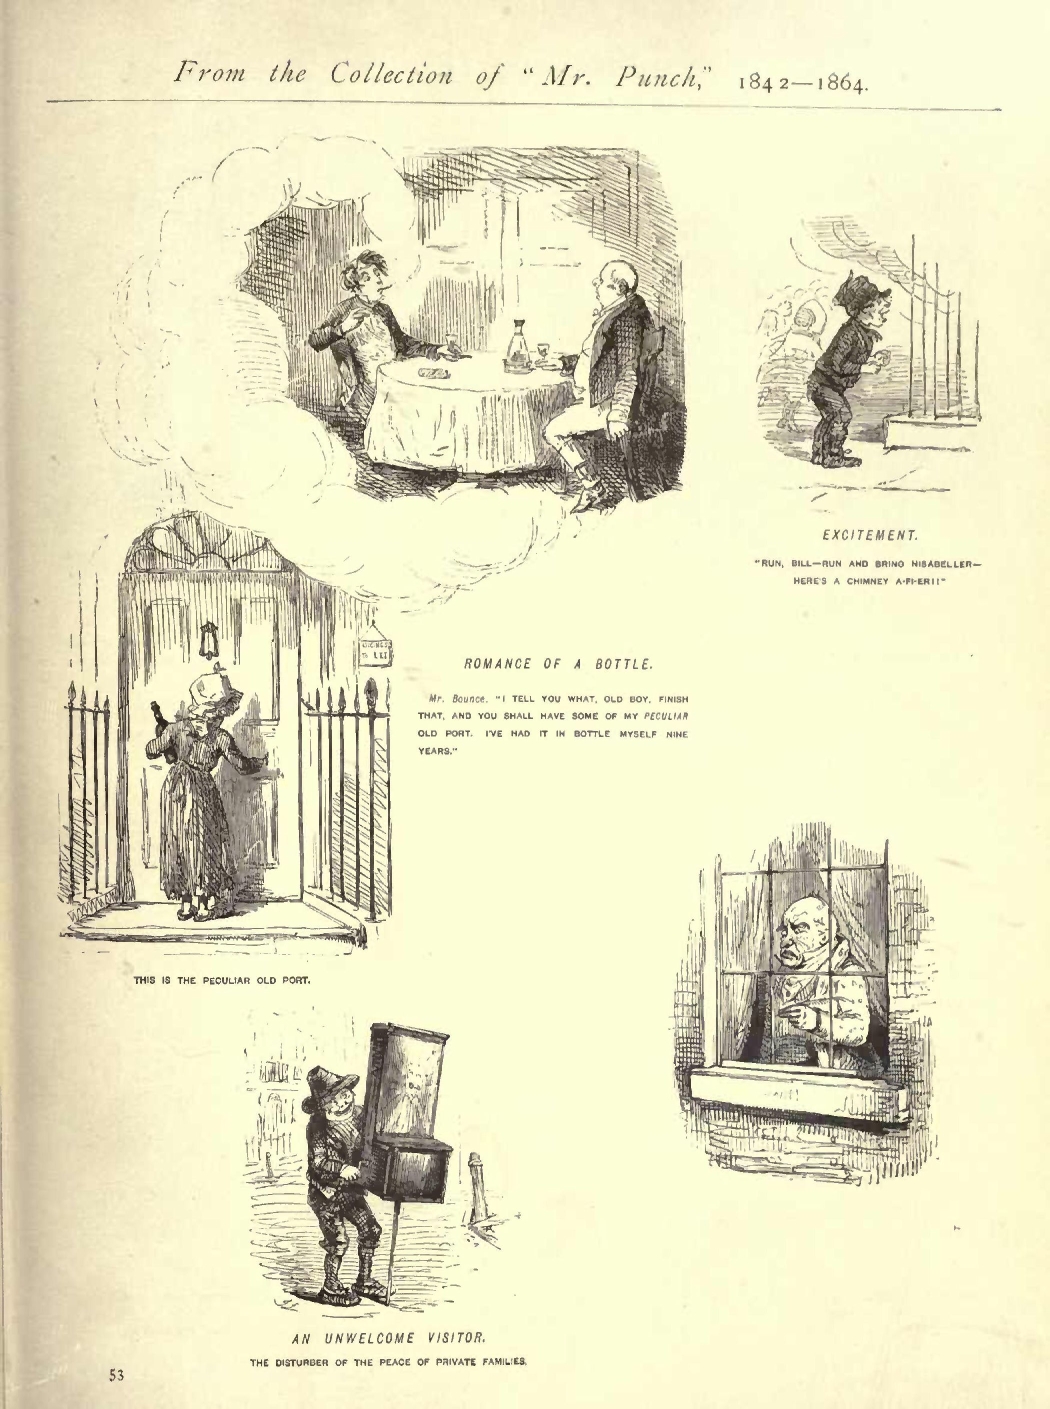 From the Collection of "Mr. Punch," 1842—1864.
EXCITEMENT.
"RUN, BILL—RUN AND BRING HISABELLER—
HERE'S A CHIMNEY A-FI-ER!!"
TO LET
ROMANCE OF A BOTTLE.
Mr. Bounce. "I TELL YOU WHAT, OLD BOY, FINISH
THAT, AND YOU SHALL HAVE SOME OF MY PECULIAR
OLD PORT. I'VE HAD IT IN BOTTLE MYSELF NINE
YEARS."
THIS IS THE PECULIAR OLD PORT.
AN UNWELCOME VISITOR.
THE DISTURBER OF THE PEACE OF PRIVATE FAMILIES.
53